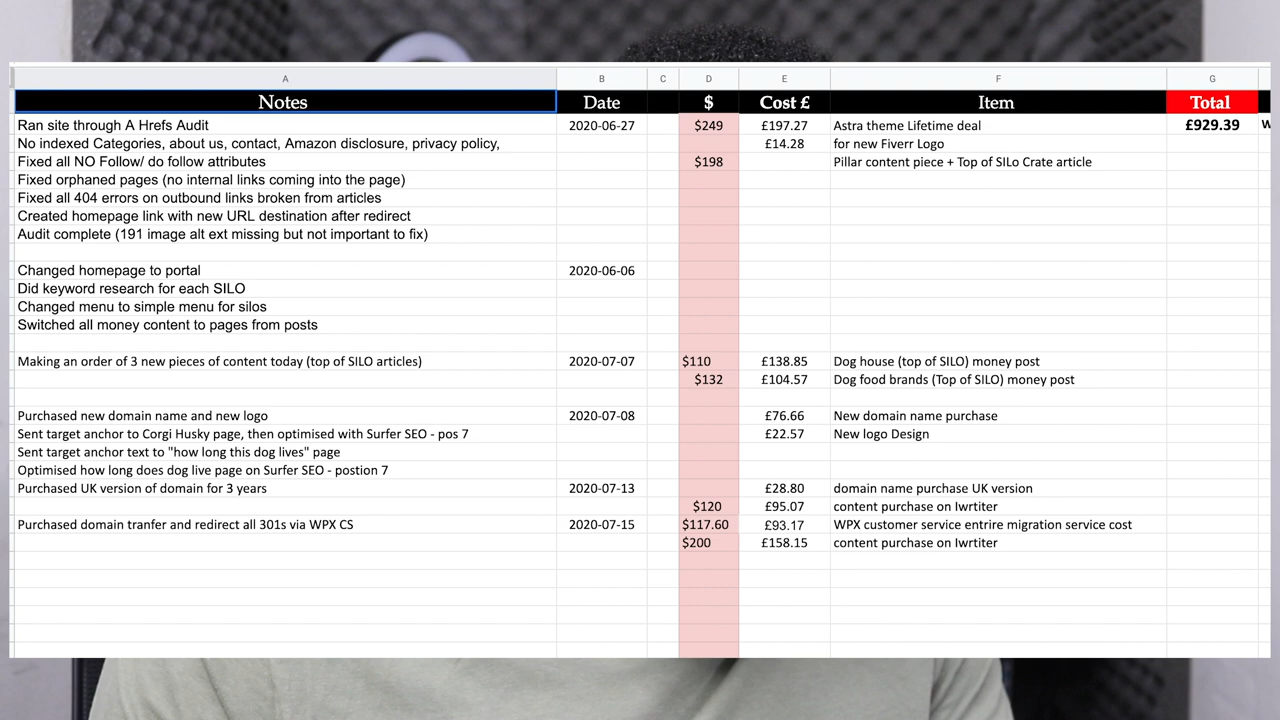 A B C D E F G
Notes Date $ Cost £ Item Total
Ran site through A Hrefs Audit 2020-06-27 $249 £197.27 Astra theme Lifetime deal £929.39 W
No indexed Categories, about us, contact, Amazon disclosure, privacy policy, £14.28 for new Fiverr Logo
Fixed all NO Follow/ do follow attributes $198 Pillar content piece + Top of SILo Crate article
Fixed orphaned pages (no internal links coming into the page)
Fixed all 404 errors on outbound links broken from articles
Created homepage link with new URL destination after redirect
Audit complete (191 image alt ext missing but not important to fix)
Changed homepage to portal 2020-06-06
Did keyword research for each SILO
Changed menu to simple menu for silos
Switched all money content to pages from posts
Making an order of 3 new pieces of content today (top of SILO articles) 2020-07-07 $110 £138.85 Dog house (top of SILO) money post
$132 £104.57 Dog food brands (Top of SILO) money post
Purchased new domain name and new logo 2020-07-08 £76.66 New domain name purchase
Sent target anchor to Corgi Husky page, then optimised with Surfer SEO - pos 7 £22.57 New logo Design
Sent target anchor text to "how long this dog lives" page
Optimised how long does dog live page on Surfer SEO - postion 7
Purchased UK version of domain for 3 years 2020-07-13 £28.80 domain name purchase UK version
$120 £95.07 content purchase on Iwrtiter
Purchased domain tranfer and redirect all 301s via WPX CS 2020-07-15 $117.60 £93.17 WPX customer service entrire migration service cost
$200 £158.15 content purchase on Iwrtiter